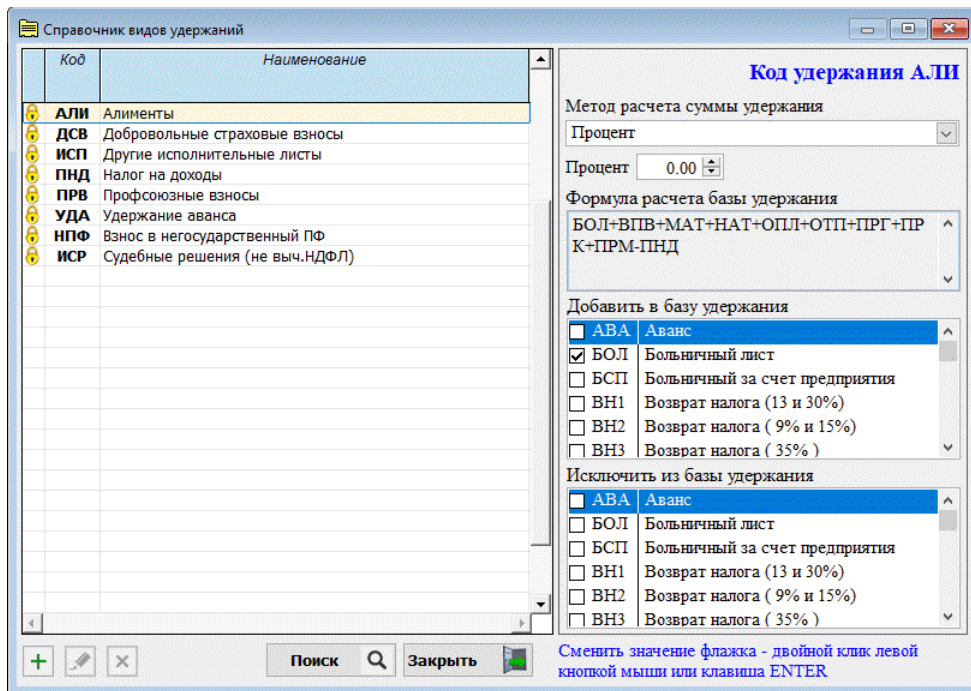 Справочник видов удержаний
Код Наименование
АЛИ Алименты
ДСВ Добровольные страховые взносы
ИСП Другие исполнительные листы
ПНД Налог на доходы
ПРВ Профсоюзные взносы
УДА Удержание аванса
НПФ Взнос в негосударственный ПФ
ИСР Судебные решения (не выч.НДФЛ)
Поиск
Закрыть
Код удержания АЛИ
Метод расчета суммы удержания
Процент
Процент 0.00
Формула расчета базы удержания
БОЛ+ВПВ+МАТ+НАТ+ОПЛ+ОТП+ПРГ+ПР
К+ПРМ-ПНД
Добавить в базу удержания
АВА Аванс
БОЛ Больничный лист
БСП Больничный за счет предприятия
ВН1 Возврат налога (13 и 30%)
ВН2 Возврат налога ( 9% и 15%)
ВН3 Возврат налога ( 35% )
Исключить из базы удержания
АВА Аванс
БОЛ Больничный лист
БСП Больничный за счет предприятия
ВН1 Возврат налога (13 и 30%)
ВН2 Возврат налога ( 9% и 15%)
ВН3 Возврат налога ( 35% )
Сменить значение флажка - двойной клик левой
кнопкой мыши или клавиша ENTER